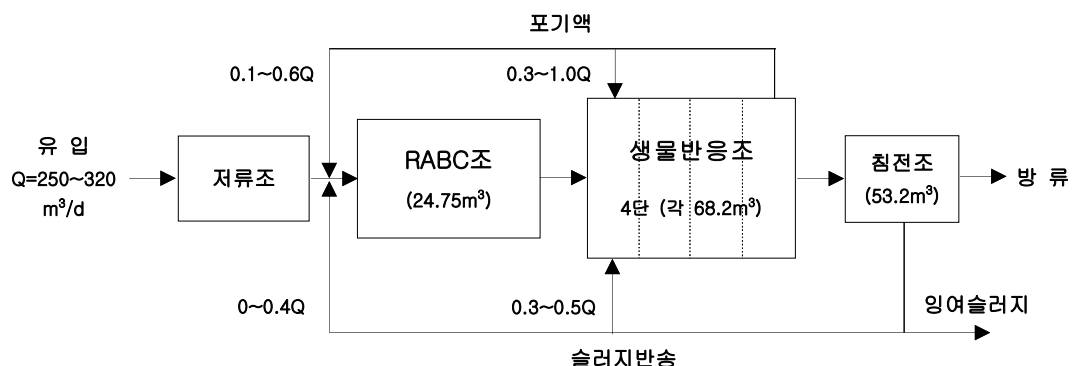 포기액
0.1~0.6Q
0.3~1.0Q
유 입
Q=250~320
m³/d
저류조
RABC조
(24.75m³)
생물반응조
4단 (각 68.2m³)
침전조
(53.2m³)
방 류
0~0.4Q
0.3~0.5Q
잉여슬러지
슬러지반송